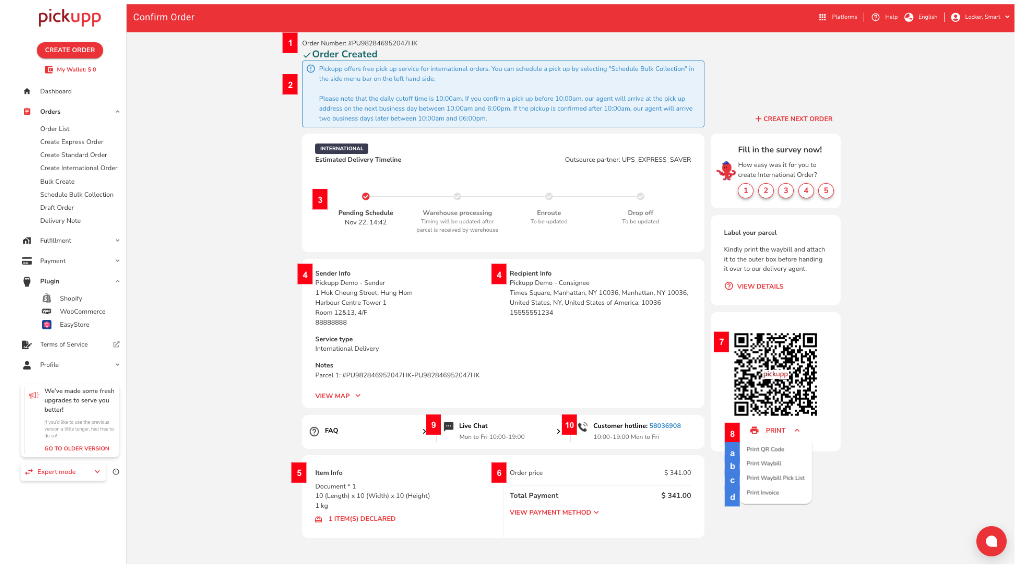 pickupp
Confirm Order
Platforms
Help
English
Locker, Smart
CREATE ORDER
My Wallet: $ 0
Dashboard
Orders
Order List
Create Express Order
Create Standard Order
Create International Order
Bulk Create
Schedule Bulk Collection
Draft Order
Delivery Note
Fulfillment
Payment
Plugin
Shopify
WooCommerce
EasyStore
Terms of Service
Profile
We've made some fresh
upgrades to serve you
better!
If you'd like to use the previous
version a little longer, feel free to
do so!
GO TO OLDER VERSION
Expert mode
1
Order Number: #PU982846952047HK
Order Created
2
Pickupp offers free pick up service for international orders. You can schedule a pick up by selecting "Schedule Bulk Collection" in
the side menu bar on the left hand side.
Please note that the daily cutoff time is 10:00am. If you confirm a pick up before 10:00am, our agent will arrive at the pick up
address on the next business day between 10:00am and 6:00pm. If the pickup is confirmed after 10:00am, our agent will arrive
two business days later between 10:00am and 06:00pm.
INTERNATIONAL
Estimated Delivery Timeline
Outsource partner: UPS_EXPRESS_SAVER
3
Pending Schedule
Nov 22, 14:42
Warehouse processing
Timing will be updated after
parcel is received by warehouse
Enroute
To be updated
Drop off
To be updated
4
Sender Info
Pickupp Demo - Sender
1 Hok Cheung Street, Hung Hom
Harbour Centre Tower 1
Room 12&13, 4/F
88888888
Service type
International Delivery
Notes
Parcel 1: #PU982846952047HK-PU982846952047HK
VIEW MAP
4
Recipient Info
Pickupp Demo - Consignee
Times Square, Manhattan, NY 10036, Manhattan, NY 10036,
United States, NY, United States of America, 10036
15555551234
FAQ
9
Live Chat
Mon to Fri 10:00-19:00
10
Customer hotline: 58036908
10:00-19:00 Mon to Fri
5
Item Info
Document * 1
10 (Length) x 10 (Width) x 10 (Height)
1 kg
1 ITEM(S) DECLARED
6
Order price
$ 341.00
Total Payment
$ 341.00
VIEW PAYMENT METHOD
+ CREATE NEXT ORDER
Fill in the survey now!
How easy was it for you to
create International Order?
1 2 3 4 5
Label your parcel
Kindly print the waybill and attach
it to the outer box before handing
it over to our delivery agent.
VIEW DETAILS
7
pickupp
8
PRINT
a
Print QR Code
b
Print Waybill
c
Print Waybill Pick List
d
Print Invoice